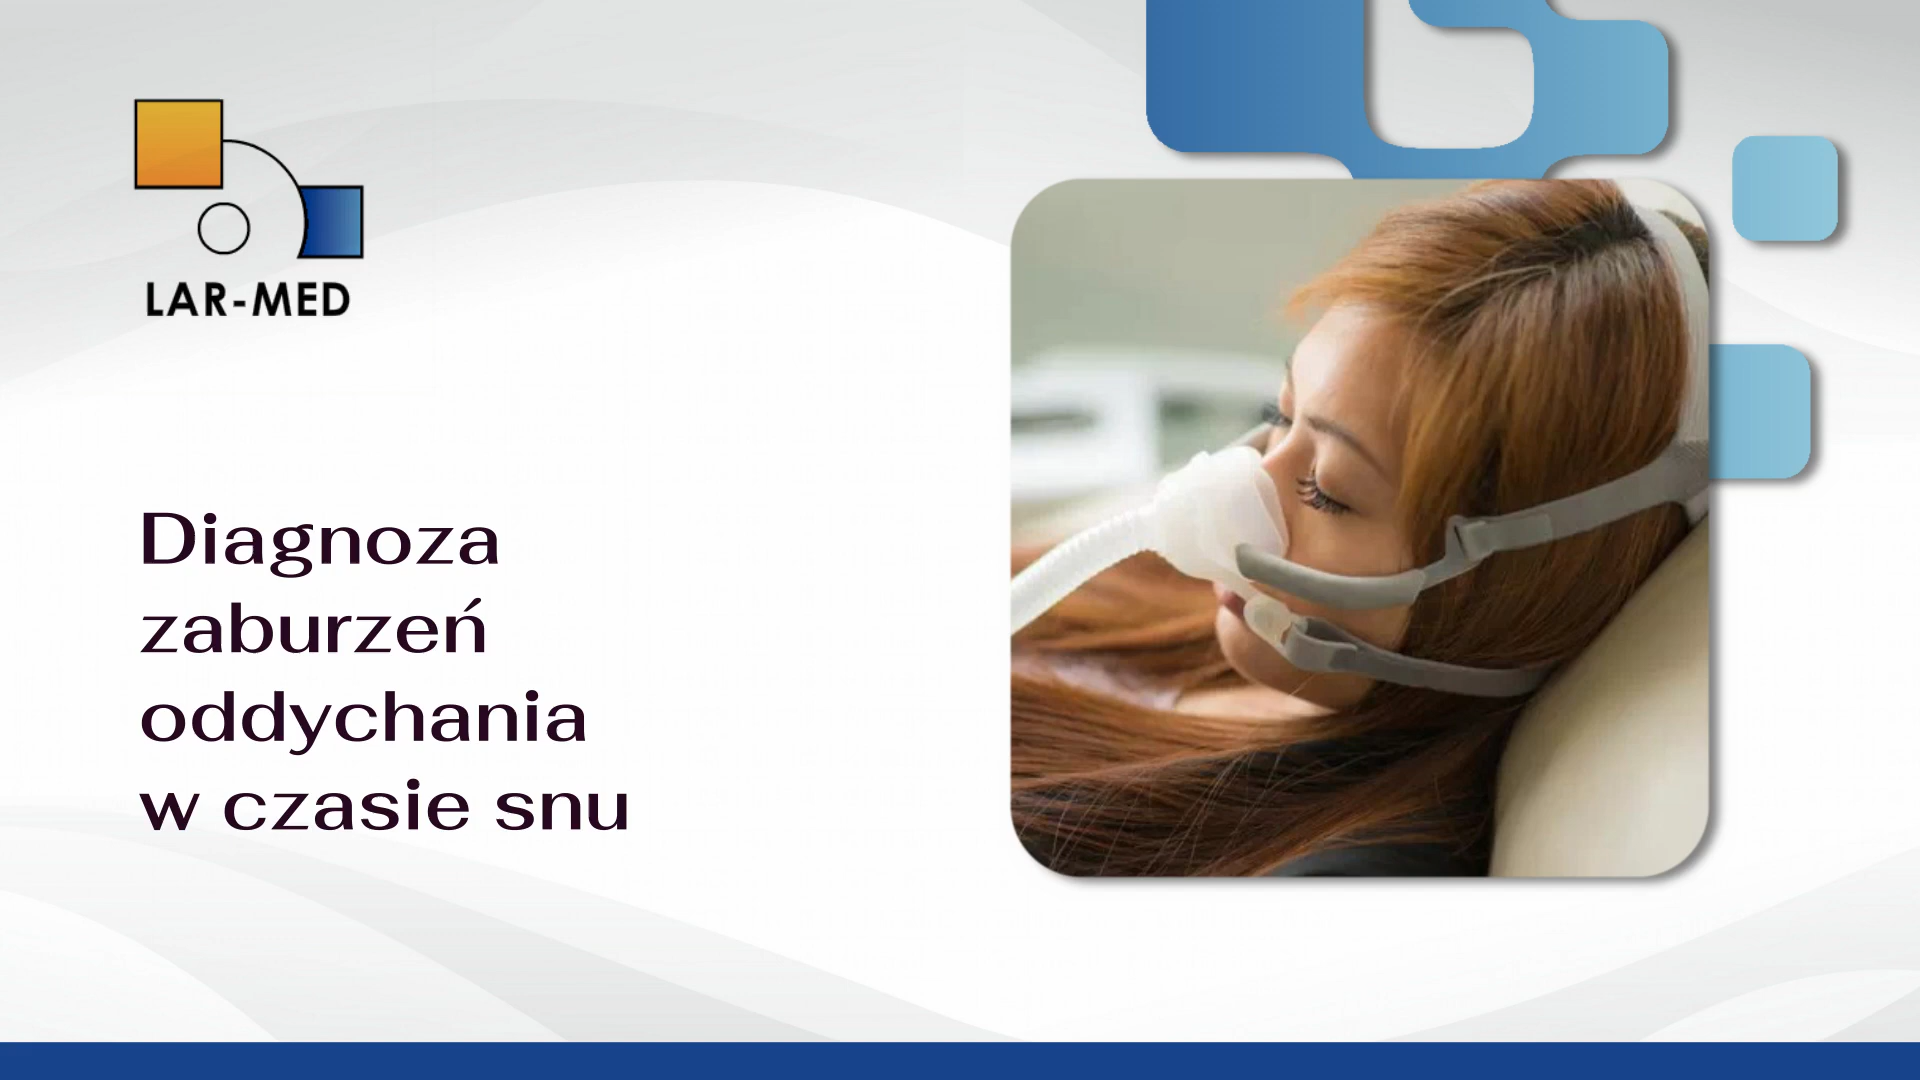 LAR-MED
Diagnoza
zaburzeń
oddychania
w czasie snu